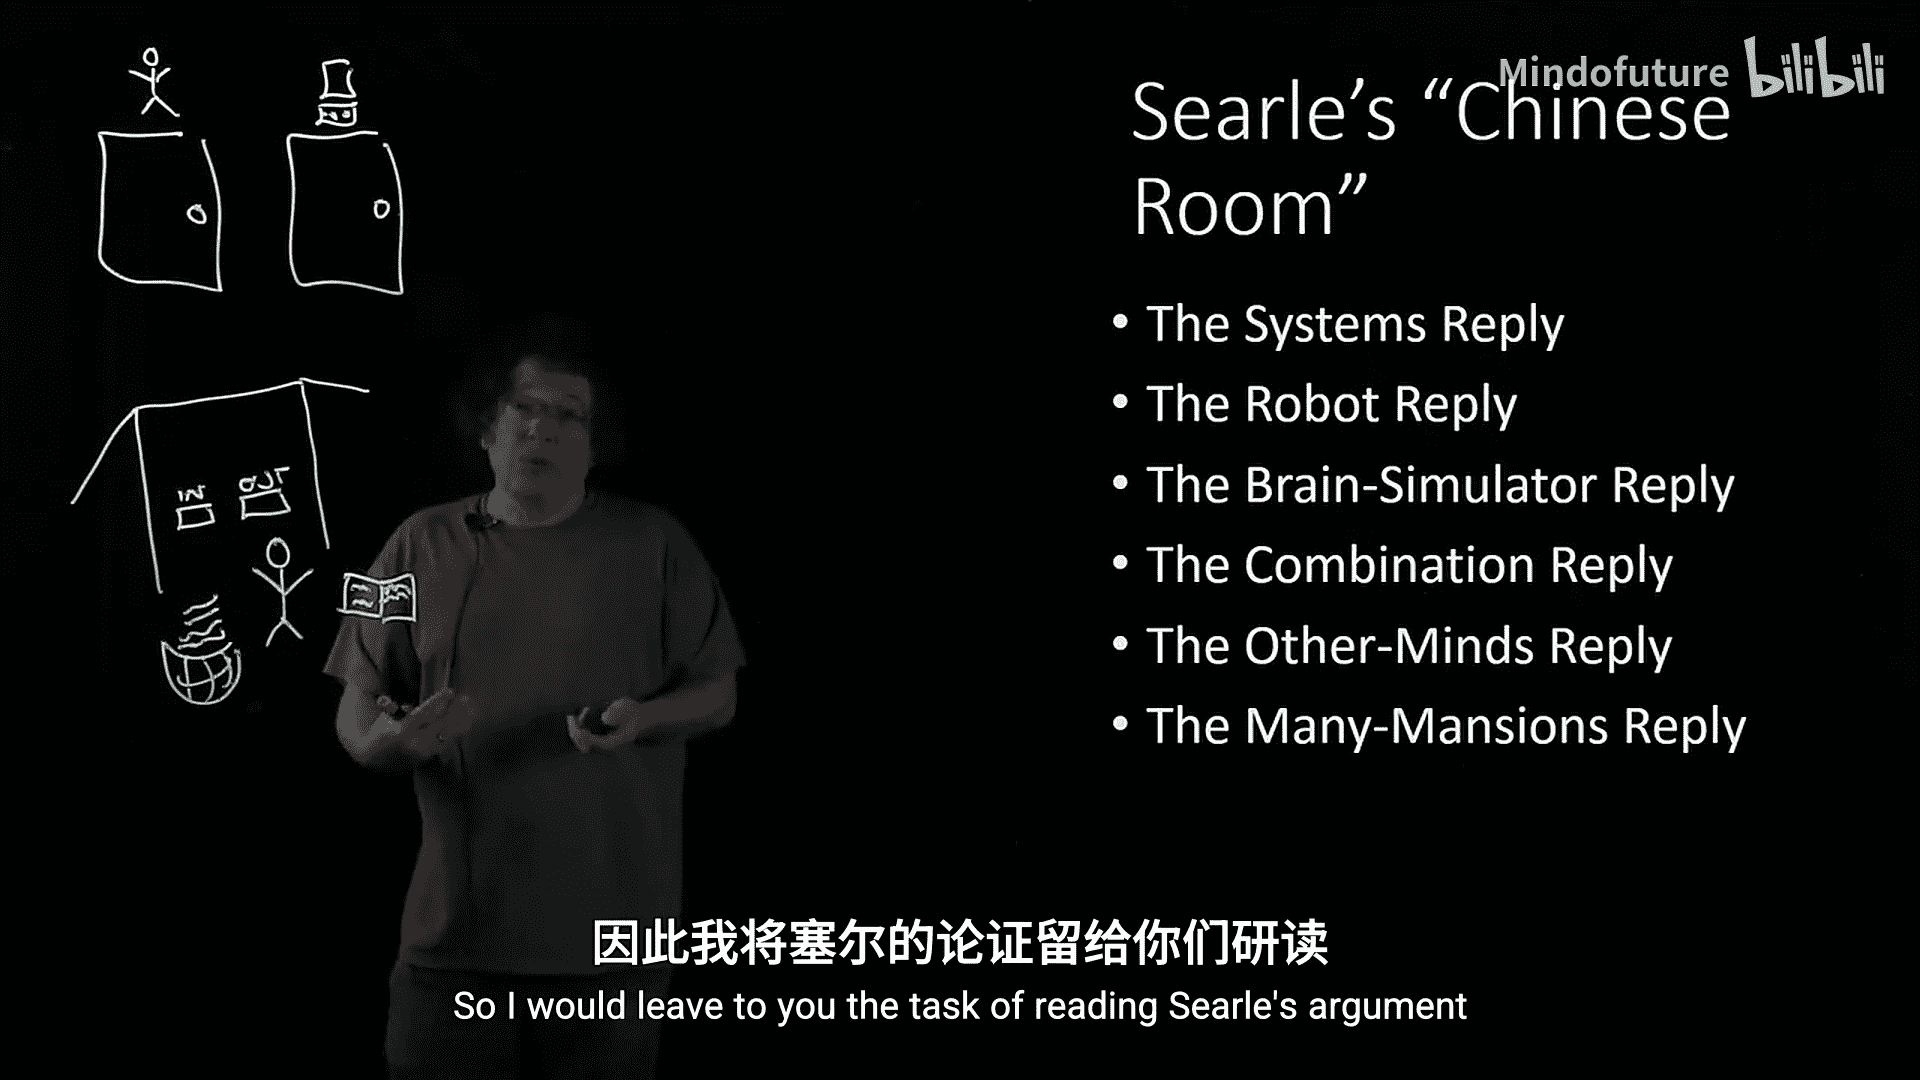 Mindofuture bilibili
Searle’s “Chinese
Room”
• The Systems Reply
• The Robot Reply
• The Brain-Simulator Reply
• The Combination Reply
• The Other-Minds Reply
• The Many-Mansions Reply
IN
OUT
因此我将塞尔的论证留给你们研读
So I would leave to you the task of reading Searle's argument